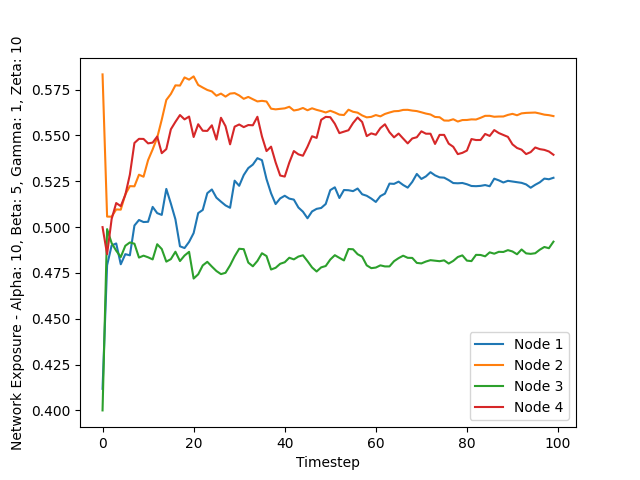 Network Exposure - Alpha: 10, Beta: 5, Gamma: 1, Zeta: 10
0.575
0.550
0.525
0.500
0.475
0.450
0.425
0.400
0
20
40
60
80
100
Timestep
Node 1
Node 2
Node 3
Node 4